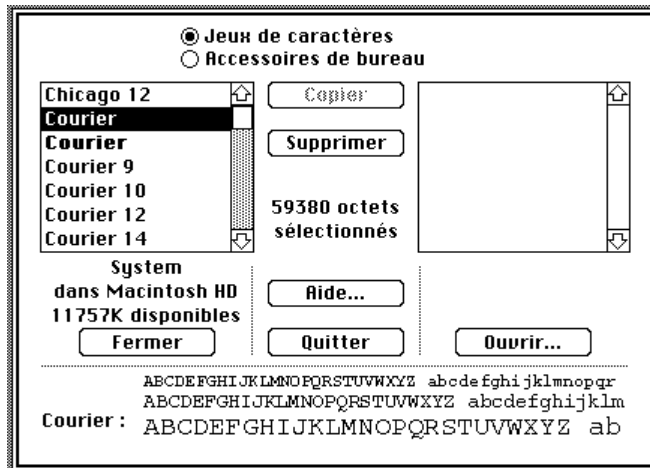 Jeux de caractères
Accessoires de bureau
Chicago 12
Courier
Courier
Courier 9
Courier 10
Courier 12
Courier 14
Copier
Supprimer
59380 octets
sélectionnés
System
dans Macintosh HD
11757K disponibles
Fermer
Aide...
Quitter
Ouvrir...
ABCDEFGHIJKLMNOPQRSTUVWXYZ abcdefghijklmnopqr
ABCDEFGHIJKLMNOPQRSTUVWXYZ abcdefghijklm
Courier : ABCDEFGHIJKLMNOPQRSTUVWXYZ ab